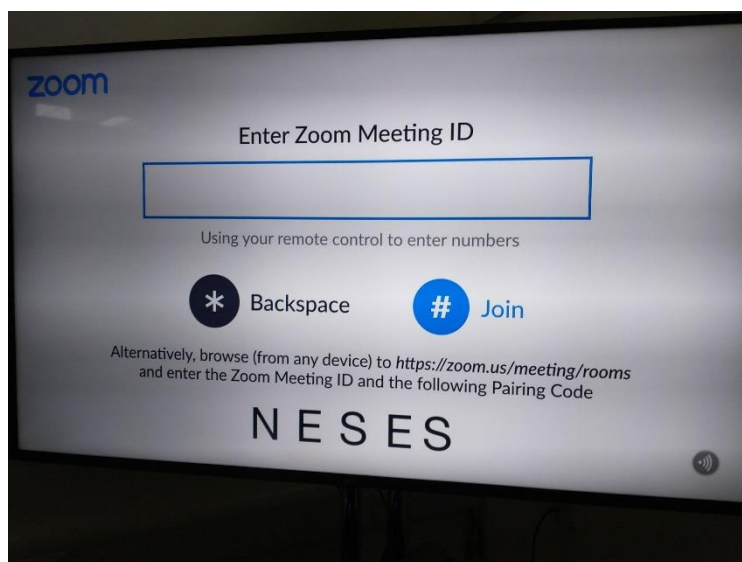 zoom
Enter Zoom Meeting ID
Using your remote control to enter numbers
* Backspace
# Join
Alternatively, browse (from any device) to https://zoom.us/meeting/rooms
and enter the Zoom Meeting ID and the following Pairing Code
N E S E S